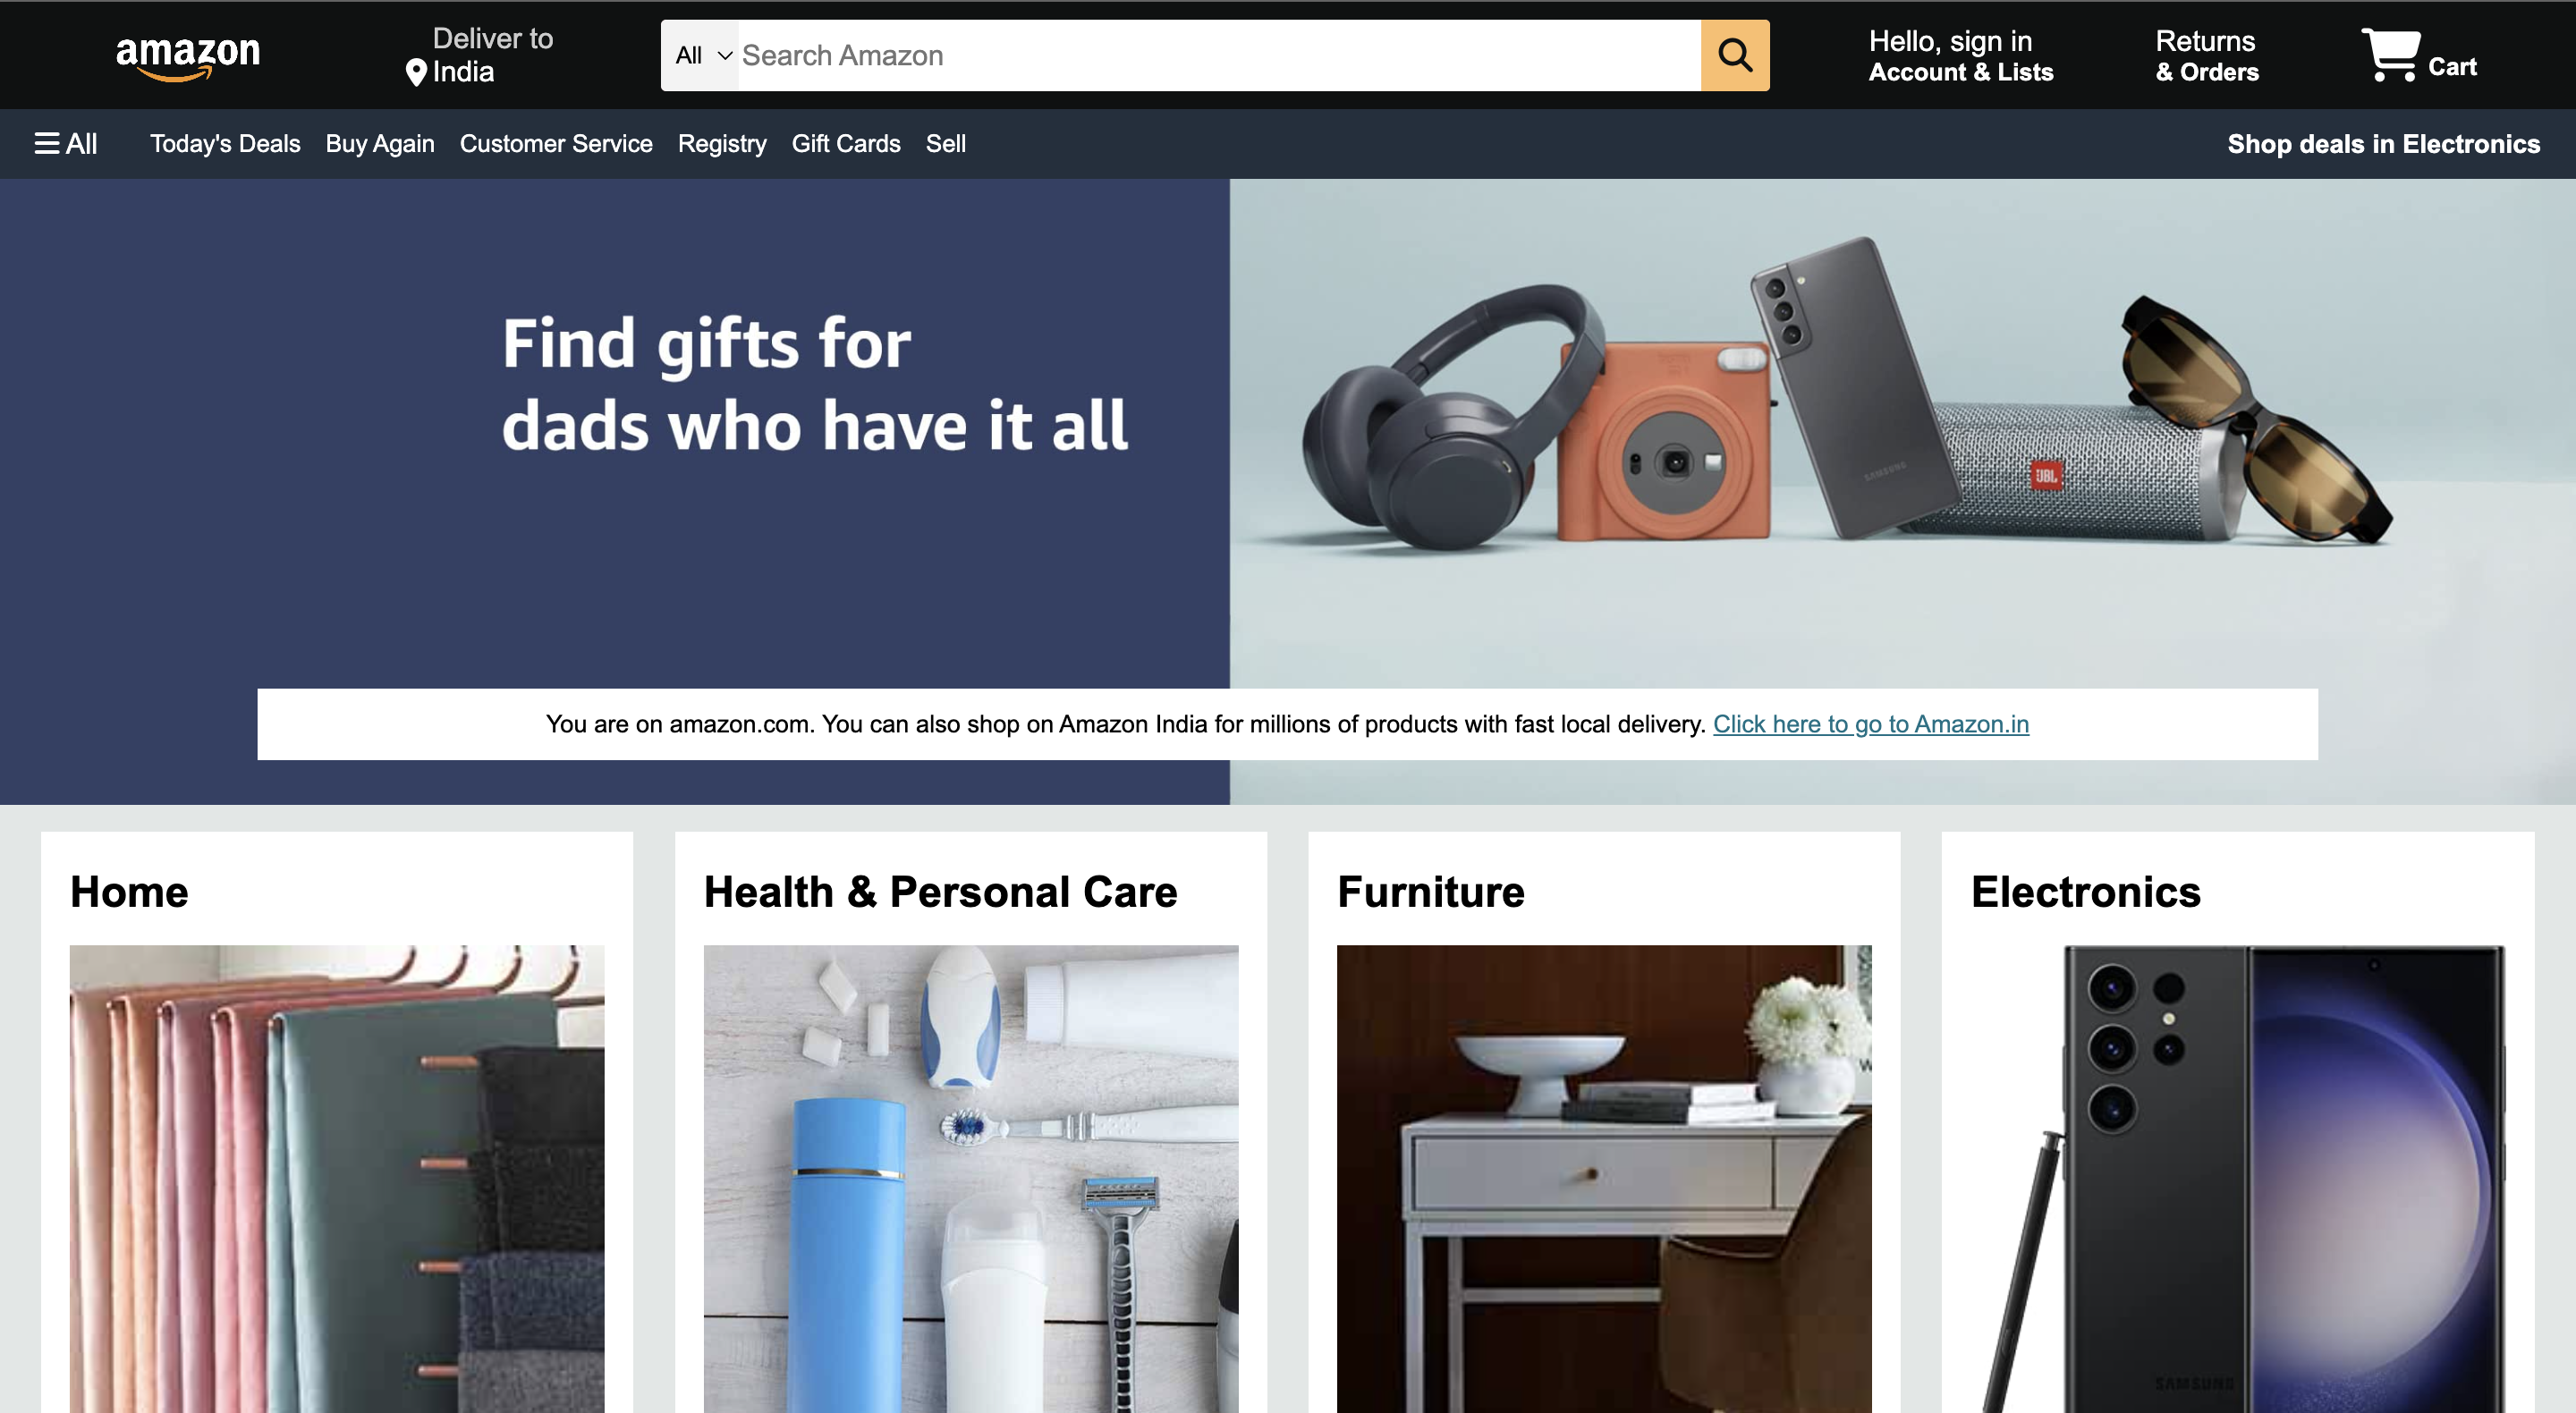 amazon
Deliver to
India
All
Search Amazon
Hello, sign in
Account & Lists
Returns
& Orders
Cart
All
Today's Deals
Buy Again
Customer Service
Registry
Gift Cards
Sell
Shop deals in Electronics
Find gifts for
dads who have it all
SAMSUNG
JBL
You are on amazon.com. You can also shop on Amazon India for millions of products with fast local delivery. Click here to go to Amazon.in
Home
Health & Personal Care
Furniture
Electronics
SAMSUNG